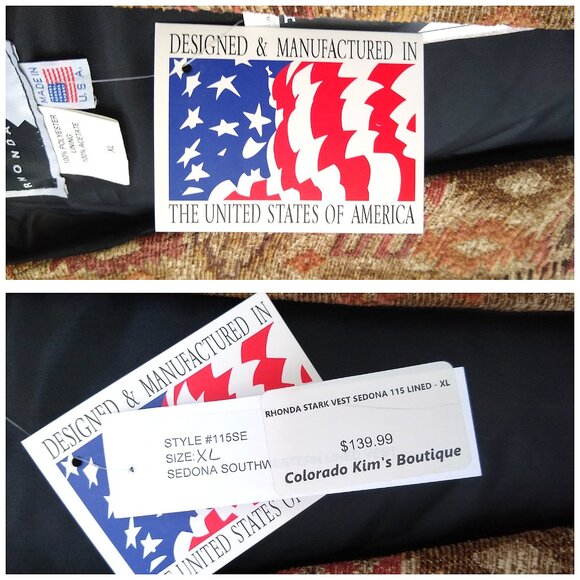 DESIGNED & MANUFACTURED IN
THE UNITED STATES OF AMERICA
MADE IN
U.S.A.
100% POLYESTER
LINING
100% ACETATE
XL
RHONDA
DESIGNED & MANUFACTURED IN
THE UNITED STATES OF
STYLE #115SE
SIZE: XL
SEDONA SOUTHWESTERN
RHONDA STARK VEST SEDONA 115 LINED - XL
$139.99
Colorado Kim's Boutique